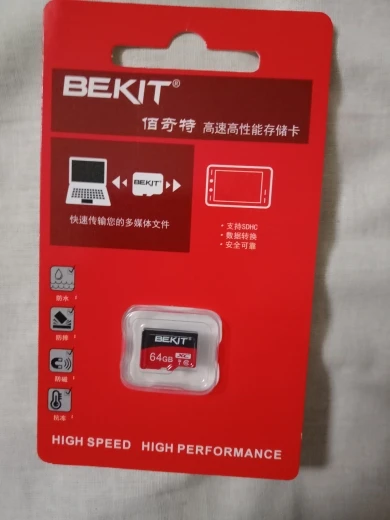 BEKIT®
佰奇特 高速高性能存储卡
BEKIT
快速传输您的多媒体文件
·支持SDHC
·数据转换
·安全可靠
防水
防摔
防磁
抗冻
BEKIT
64GB XC
HIGH SPEED HIGH PERFORMANCE